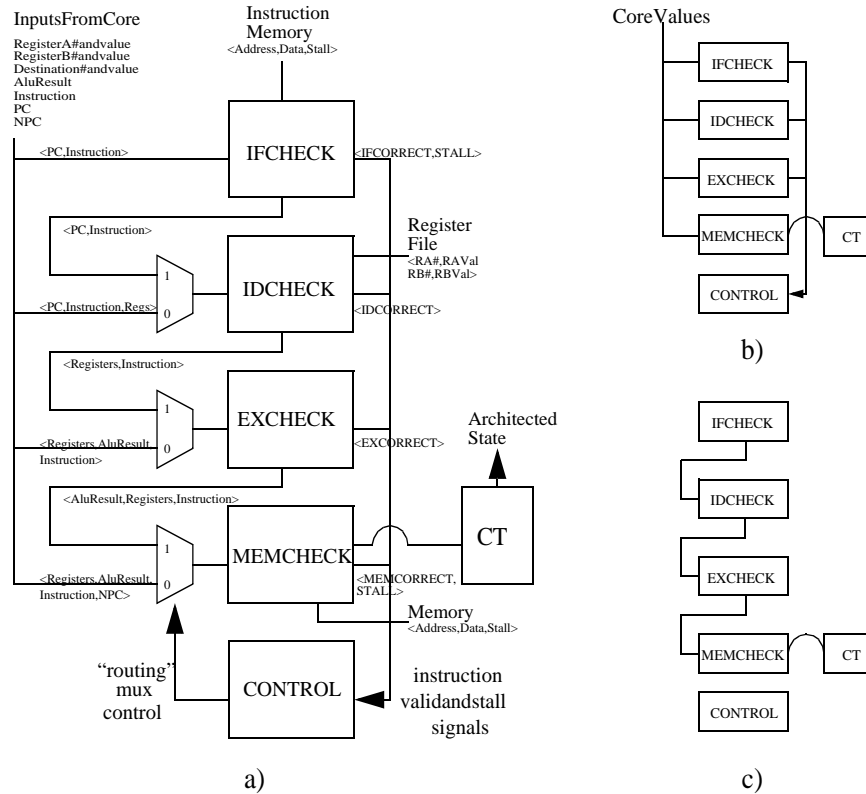 InputsFromCore
RegisterA#andvalue
RegisterB#andvalue
Destination#andvalue
AluResult
Instruction
PC
NPC
Instruction
Memory
<Address,Data,Stall>
<PC,Instruction>
IFCHECK
<IFCORRECT,STALL>
<PC,Instruction>
Register
File
<RA#,RAVal
RB#,RBVal>
1
0
IDCHECK
<PC,Instruction,Regs>
<IDCORRECT>
<Registers,Instruction>
1
0
EXCHECK
<Registers,AluResult,
Instruction>
<EXCORRECT>
Architected
State
<AluResult,Registers,Instruction>
1
0
MEMCHECK
CT
<Registers,AluResult,
Instruction,NPC>
<MEMCORRECT,
STALL>
Memory
<Address,Data,Stall>
“routing”
mux
control
CONTROL
instruction
validandstall
signals
a)
CoreValues
IFCHECK
IDCHECK
EXCHECK
MEMCHECK
CT
CONTROL
b)
IFCHECK
IDCHECK
EXCHECK
MEMCHECK
CT
CONTROL
c)